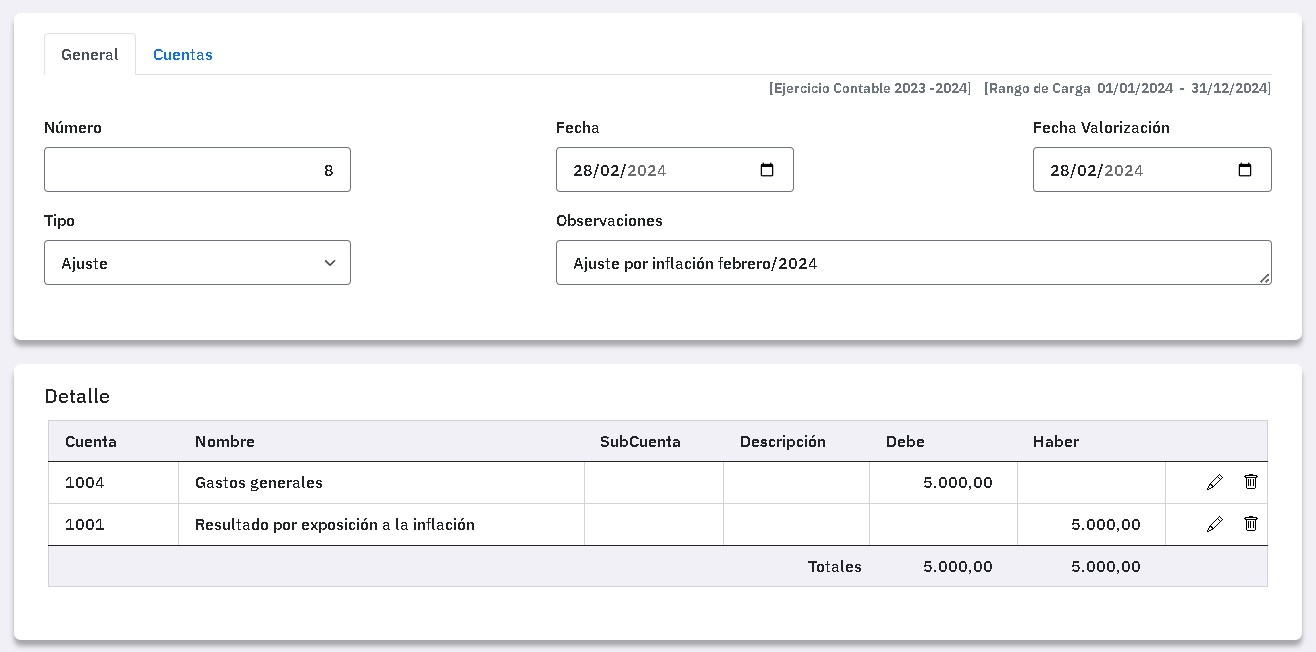 General Cuentas
[Ejercicio Contable 2023 -2024] [Rango de Carga 01/01/2024 - 31/12/2024]
Número Fecha Fecha Valorización
8 28/02/2024 28/02/2024
Tipo Observaciones
Ajuste Ajuste por inflación febrero/2024
Detalle
Cuenta Nombre SubCuenta Descripción Debe Haber
1004 Gastos generales 5.000,00
1001 Resultado por exposición a la inflación 5.000,00
Totales 5.000,00 5.000,00